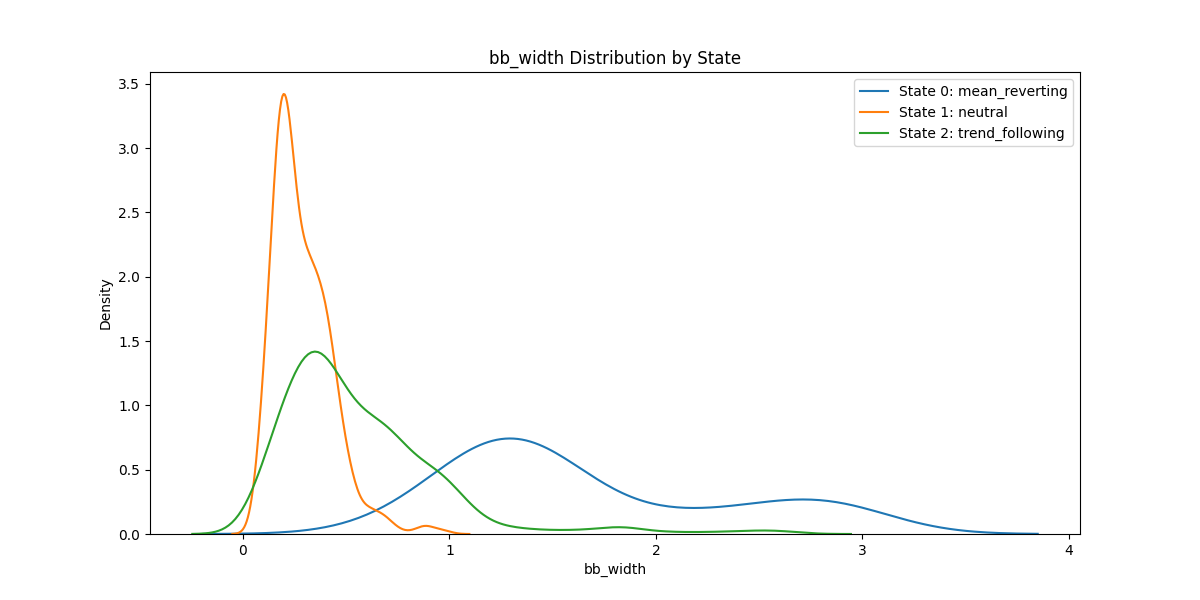 bb_width Distribution by State
State 0: mean_reverting
State 1: neutral
State 2: trend_following
Density
3.5
3.0
2.5
2.0
1.5
1.0
0.5
0.0
0 1 2 3 4
bb_width